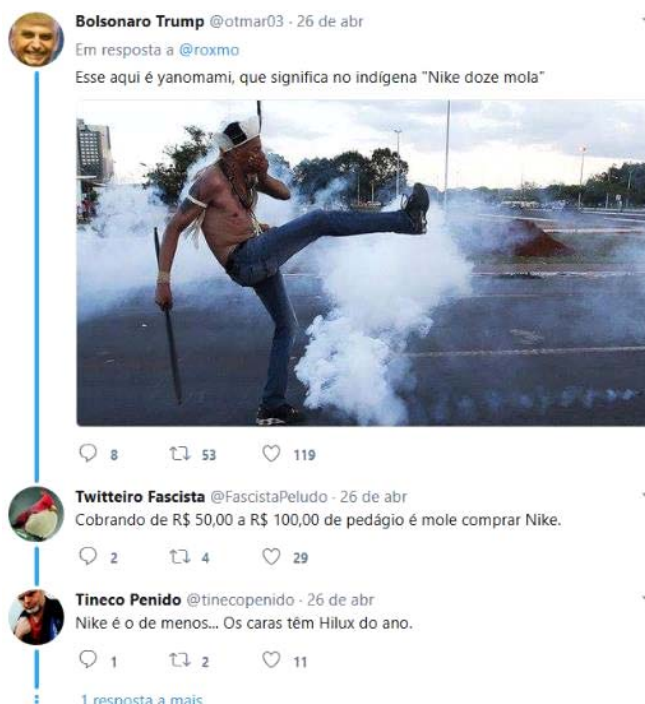 Bolsonaro Trump @otmar03 · 26 de abr
Em resposta a @roxmo
Esse aqui é yanomami, que significa no indígena "Nike doze mola"
8 53 119
Twitteiro Fascista @FascistaPeludo · 26 de abr
Cobrando de R$ 50,00 a R$ 100,00 de pedágio é mole comprar Nike.
2 4 29
Tineco Penido @tinecopenido · 26 de abr
Nike é o de menos... Os caras têm Hilux do ano.
1 2 11
1 resposta a mais